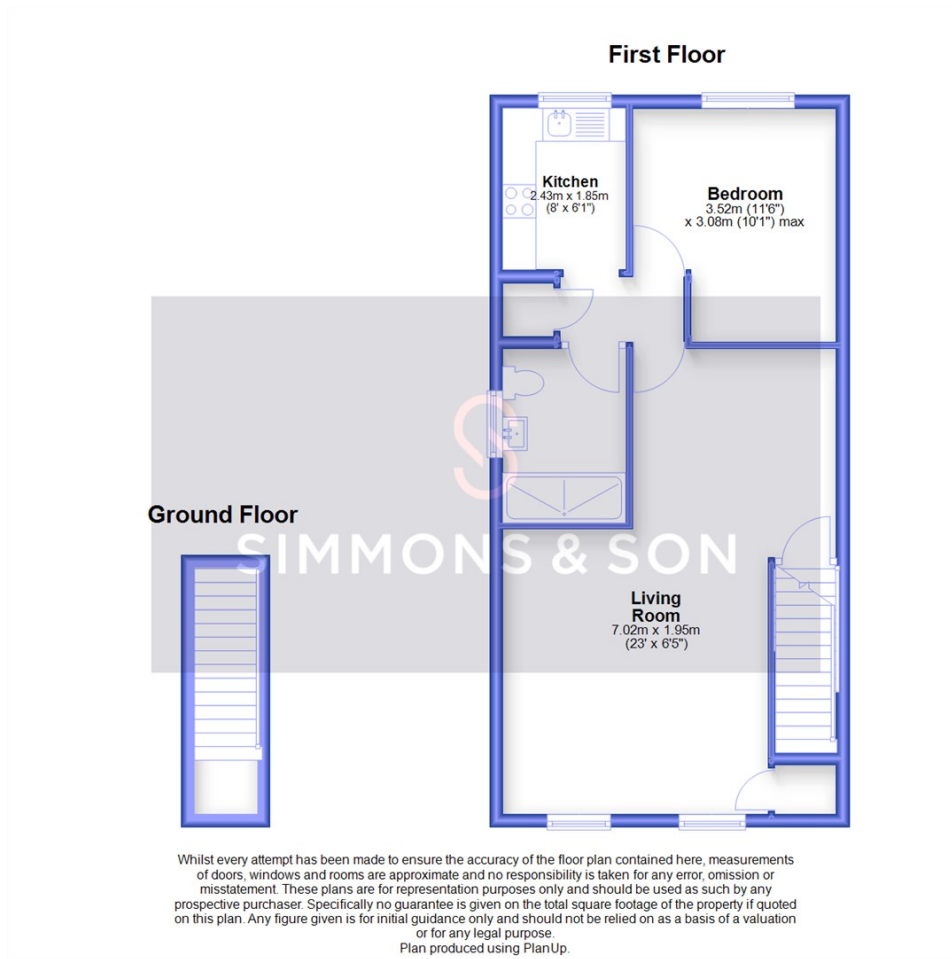 First Floor
Kitchen
2.43m x 1.85m
(8' x 6'1")
Bedroom
3.52m (11'6")
x 3.08m (10'1") max
Ground Floor
SIMMONS & SON
Living
Room
7.02m x 1.95m
(23' x 6'5")
Whilst every attempt has been made to ensure the accuracy of the floor plan contained here, measurements
of doors, windows and rooms are approximate and no responsibility is taken for any error, omission or
misstatement. These plans are for representation purposes only and should be used as such by any
prospective purchaser. Specifically no guarantee is given on the total square footage of the property if quoted
on this plan. Any figure given is for initial guidance only and should not be relied on as a basis of a valuation
or for any legal purpose.
Plan produced using PlanUp.